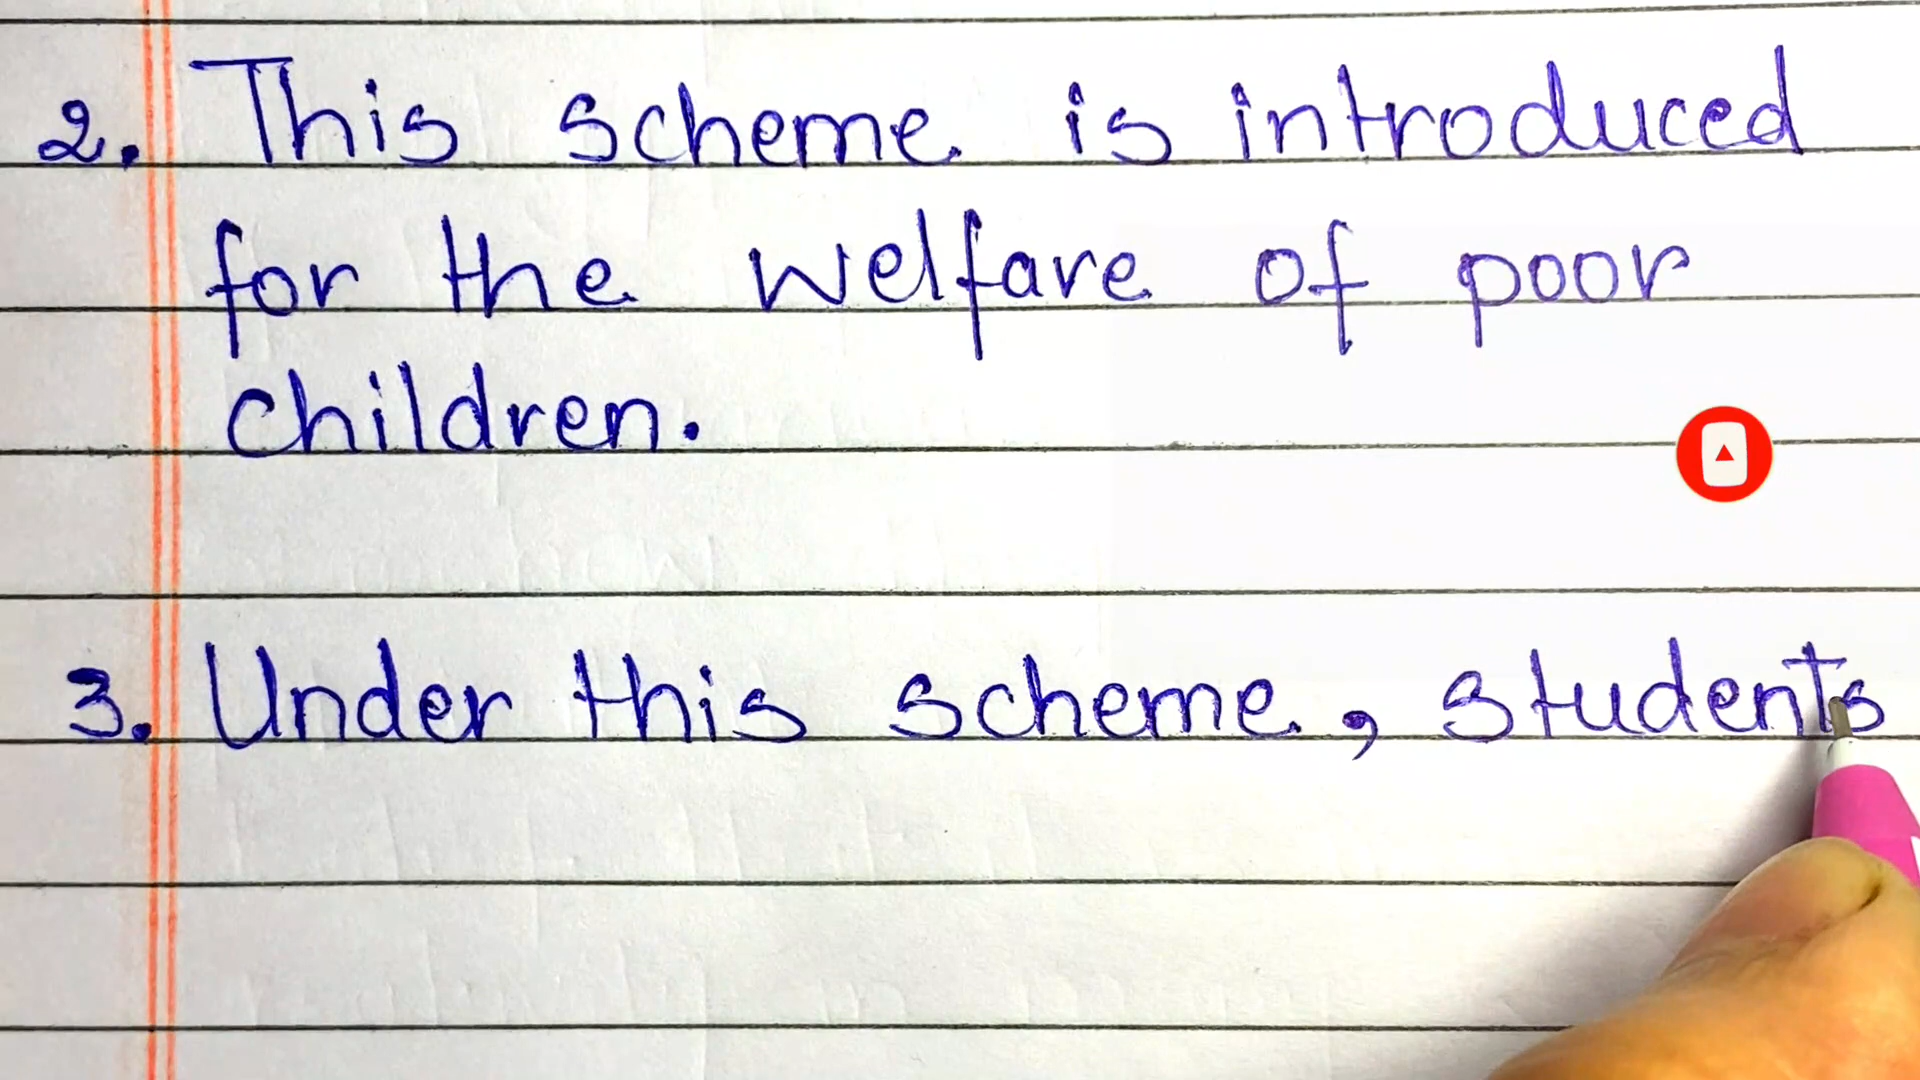 2. This scheme is introduced
for the welfare of poor
children.
3. Under this scheme, students